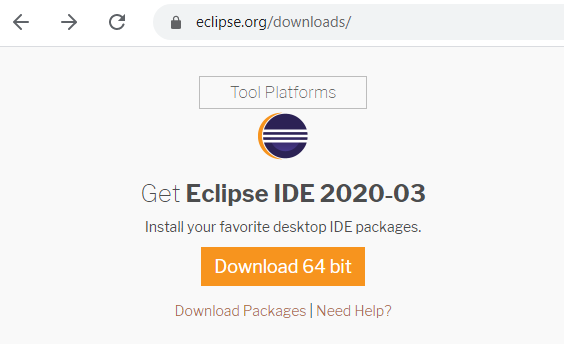 eclipse.org/downloads/
Tool Platforms
Get Eclipse IDE 2020-03
Install your favorite desktop IDE packages.
Download 64 bit
Download Packages | Need Help?